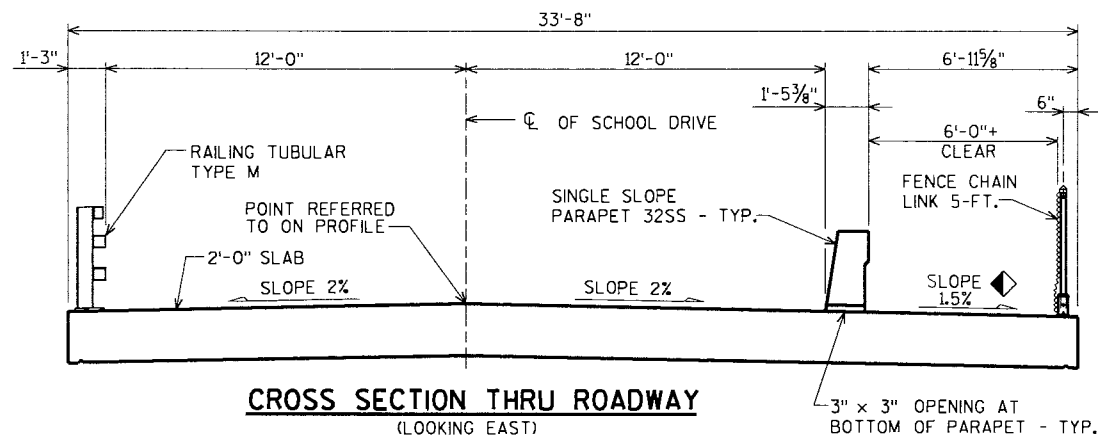 33'-8"
1'-3"
12'-0"
12'-0"
6'-11⅝"
1'-5⅜"
6"
℄ OF SCHOOL DRIVE
6'-0"+
CLEAR
RAILING TUBULAR
TYPE M
FENCE CHAIN
LINK 5-FT.
SINGLE SLOPE
PARAPET 32SS - TYP.
POINT REFERRED
TO ON PROFILE
2'-0" SLAB
SLOPE 2%
SLOPE 2%
SLOPE
1.5%
CROSS SECTION THRU ROADWAY
(LOOKING EAST)
3" × 3" OPENING AT
BOTTOM OF PARAPET - TYP.